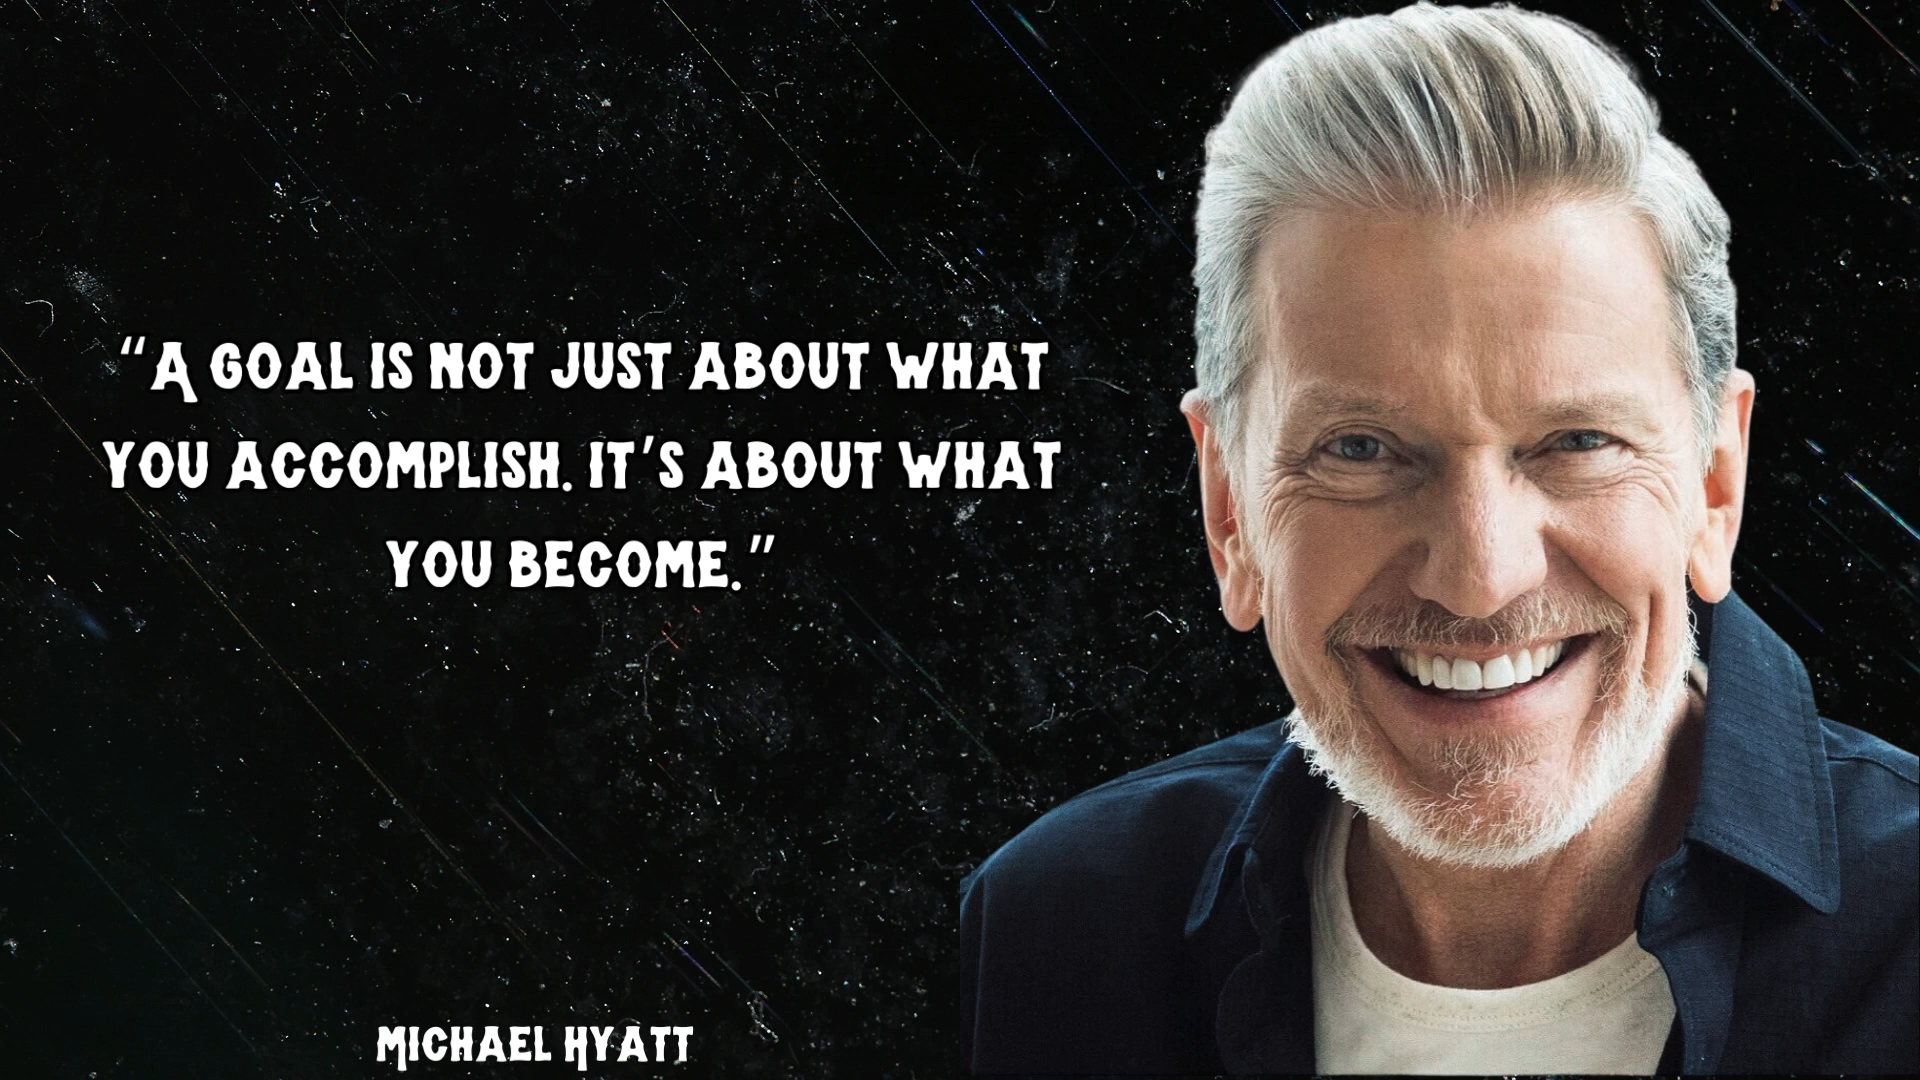 “A GOAL IS NOT JUST ABOUT WHAT
YOU ACCOMPLISH. IT’S ABOUT WHAT
YOU BECOME.”
MICHAEL HYATT